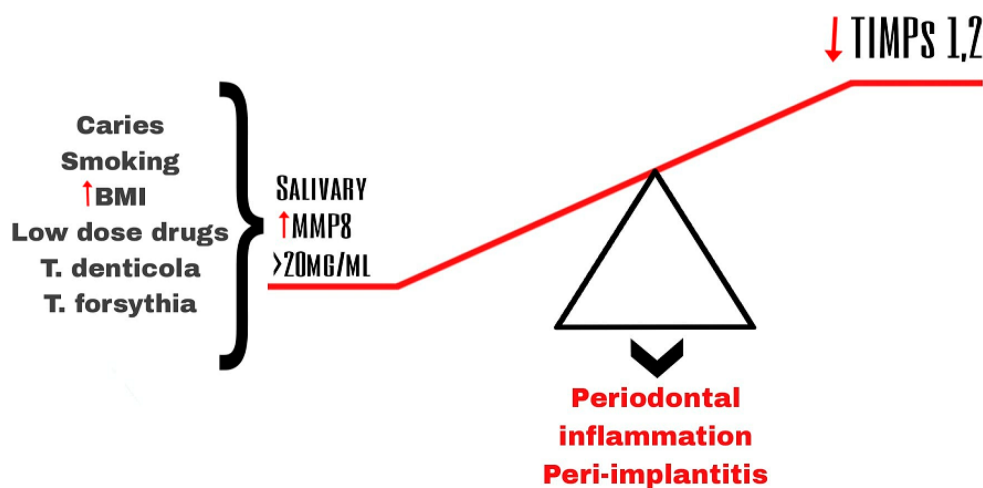 Caries
Smoking
↑BMI
Low dose drugs
T. denticola
T. forsythia
SALIVARY
↑MMP8
>20MG/ML
↓ TIMPS 1,2
Periodontal
inflammation
Peri-implantitis